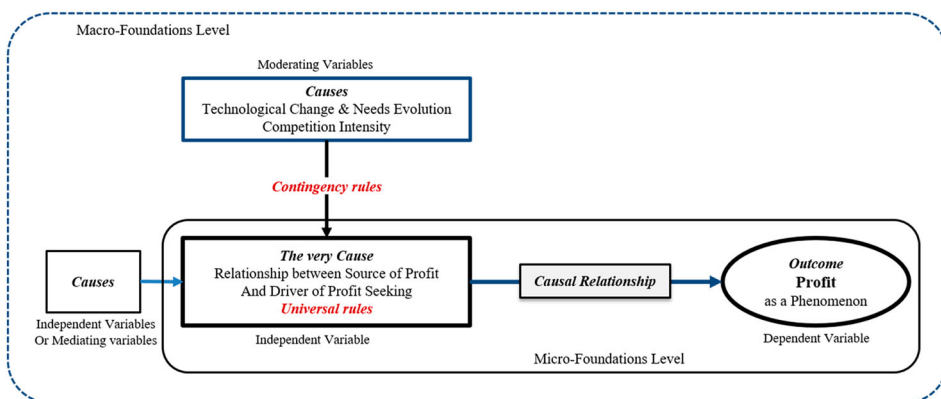 Macro-Foundations Level
Moderating Variables
Causes
Technological Change & Needs Evolution
Competition Intensity
Contingency rules
Causes
Independent Variables
Or Mediating variables
The very Cause
Relationship between Source of Profit
And Driver of Profit Seeking
Universal rules
Independent Variable
Causal Relationship
Outcome
Profit
as a Phenomenon
Dependent Variable
Micro-Foundations Level